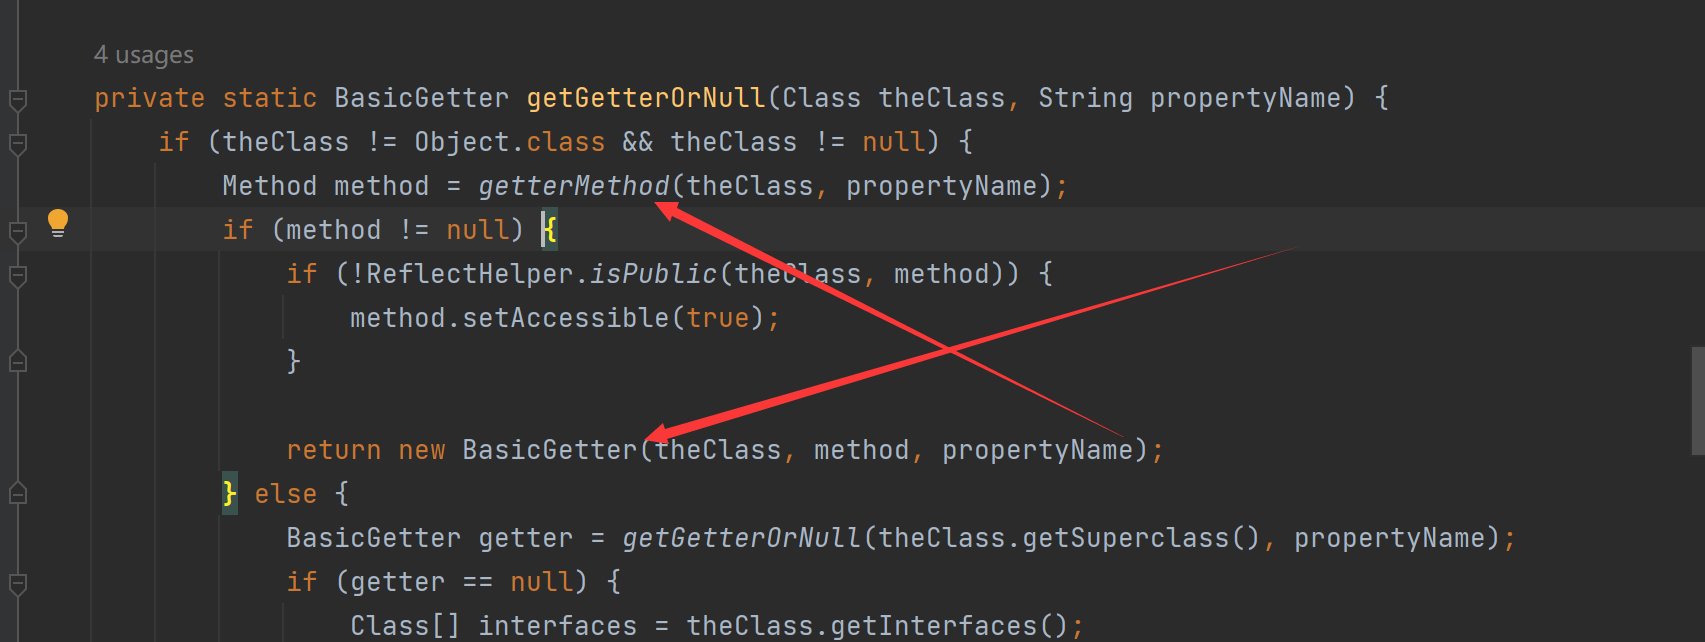 4 usages
private static BasicGetter getGetterOrNull(Class theClass, String propertyName) {
if (theClass != Object.class && theClass != null) {
Method method = getterMethod(theClass, propertyName);
if (method != null) {
if (!ReflectHelper.isPublic(theClass, method)) {
method.setAccessible(true);
}
return new BasicGetter(theClass, method, propertyName);
} else {
BasicGetter getter = getGetterOrNull(theClass.getSuperclass(), propertyName);
if (getter == null) {
Class[] interfaces = theClass.getInterfaces();